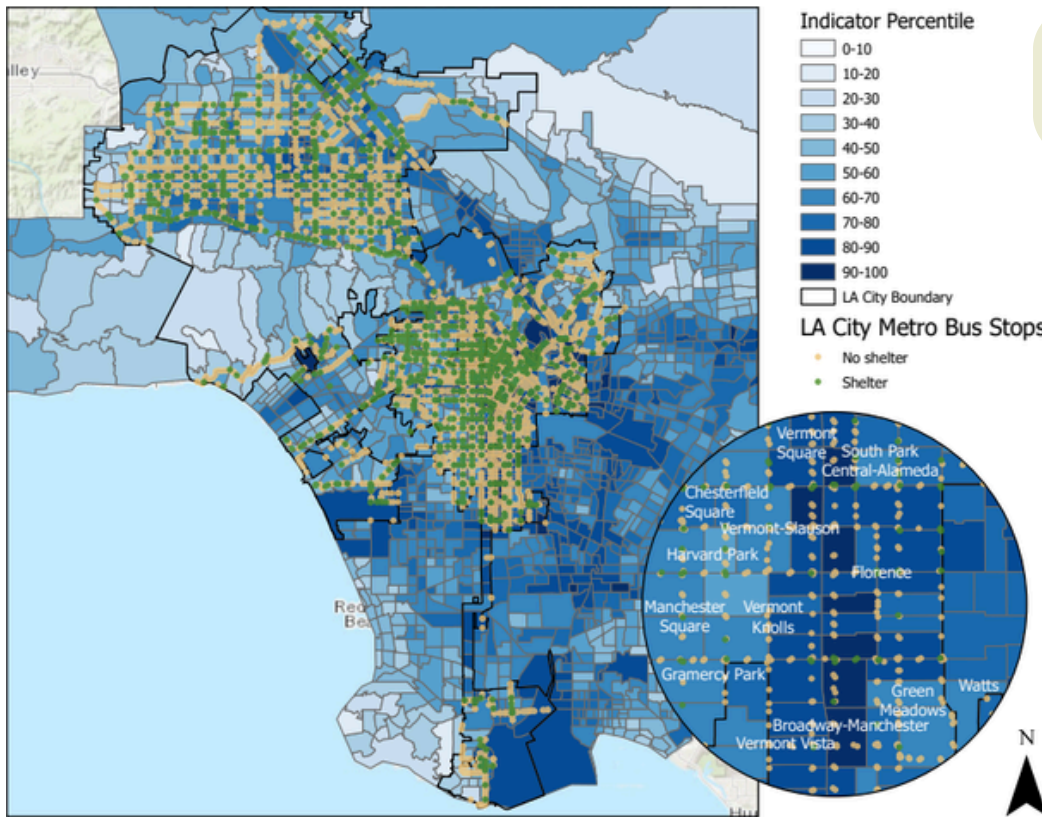 Indicator Percentile
0-10
10-20
20-30
30-40
40-50
50-60
60-70
70-80
80-90
90-100
LA City Boundary
LA City Metro Bus Stops
No shelter
Shelter
alley
Red
Bea
Hu
Vermont
Square
South Park
Central-Alameda
Chesterfield
Square
Vermont-Slauson
Harvard Park
Florence
Manchester
Square
Vermont
Knolls
Gramercy Park
Green
Meadows
Watts
Broadway-Manchester
Vermont Vista
N